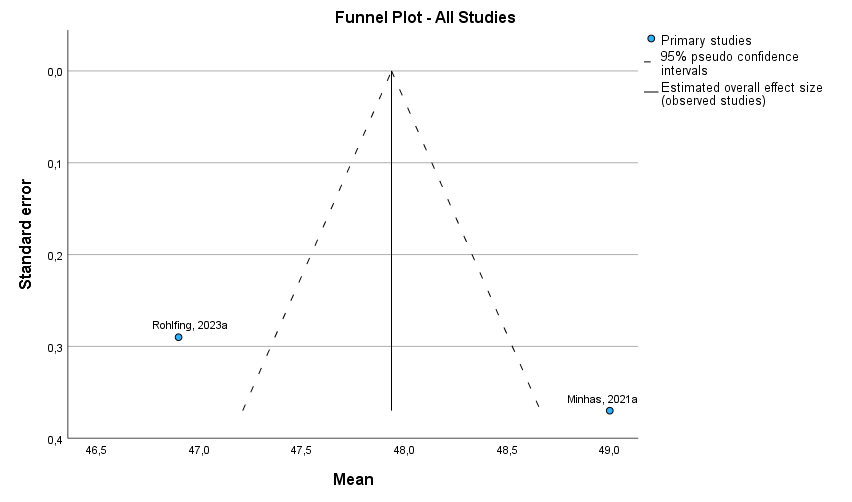 Funnel Plot - All Studies
Primary studies
95% pseudo confidence
intervals
Estimated overall effect size
(observed studies)
Standard error
0,0
0,1
0,2
0,3
0,4
Rohlfing, 2023a
Minhas, 2021a
46,5 47,0 47,5 48,0 48,5 49,0
Mean